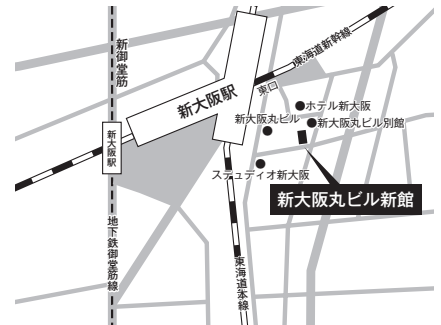 新御堂筋
東海道新幹線
新大阪駅
東口
ホテル新大阪
新大阪丸ビル
新大阪丸ビル別館
新大阪駅
ステュディオ新大阪
新大阪丸ビル新館
地下鉄御堂筋線
東海道本線